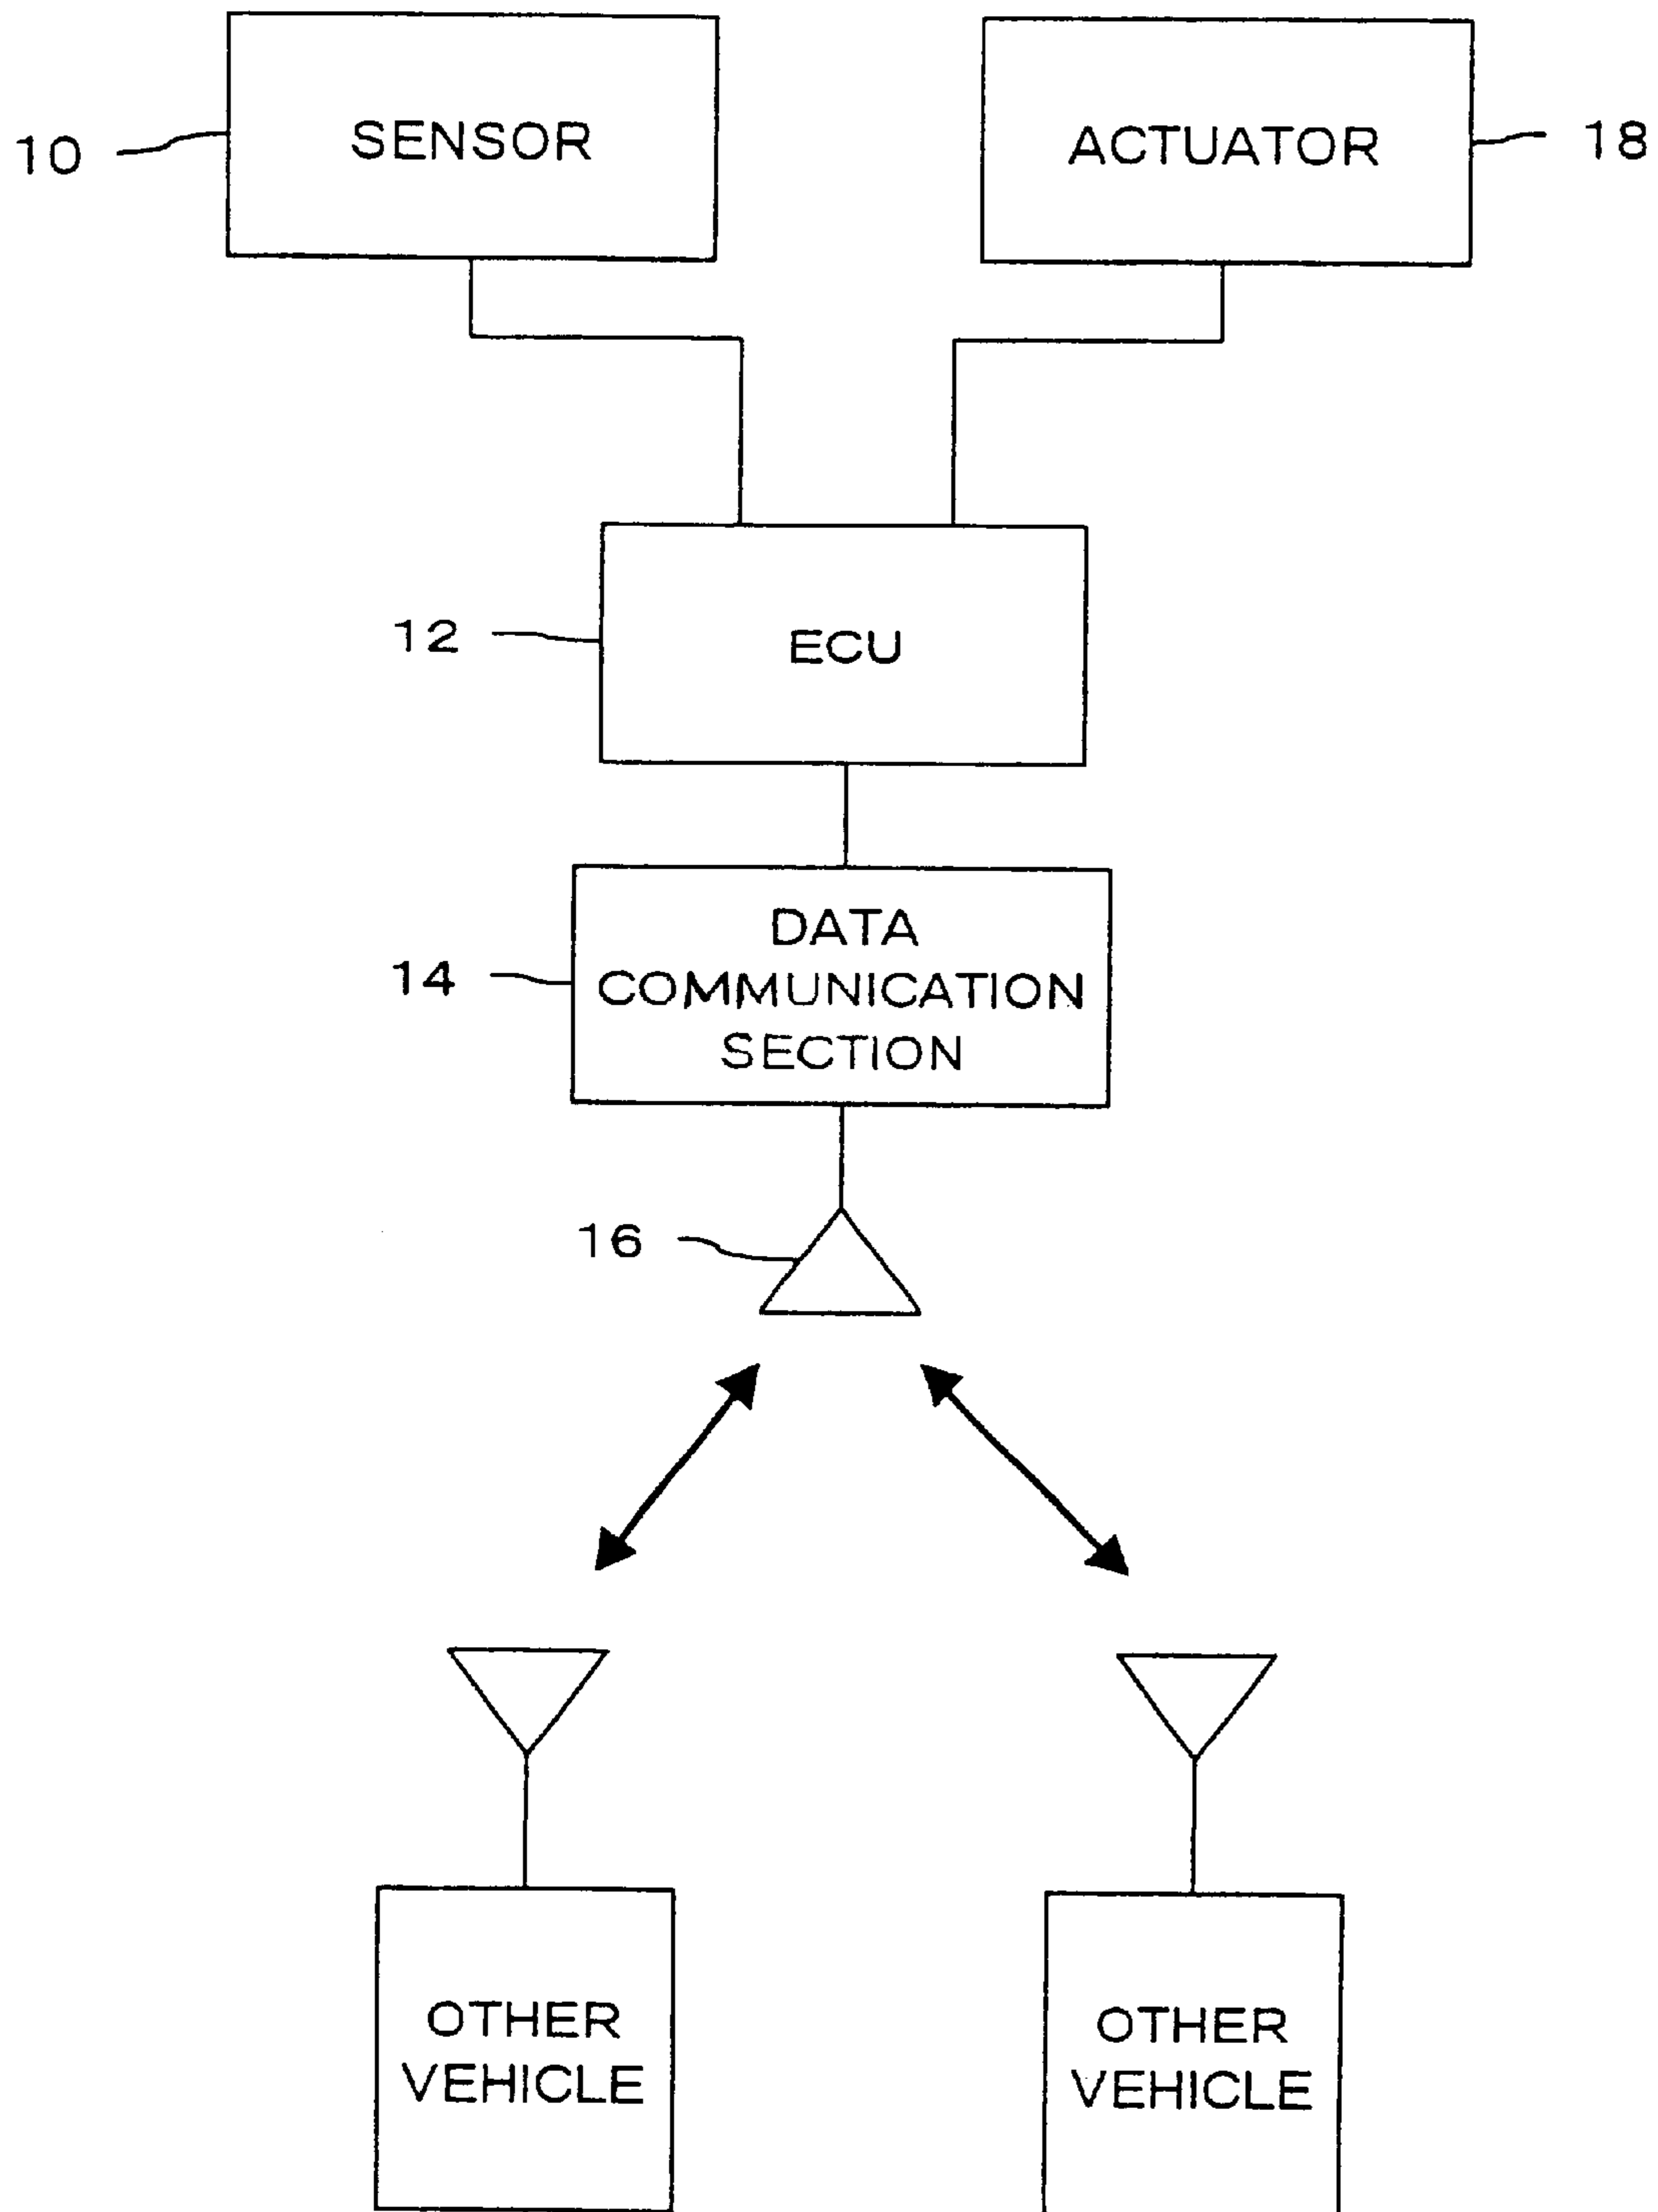 10
SENSOR
ACTUATOR
18
12
ECU
14
DATA
COMMUNICATION
SECTION
16
OTHER
VEHICLE
OTHER
VEHICLE